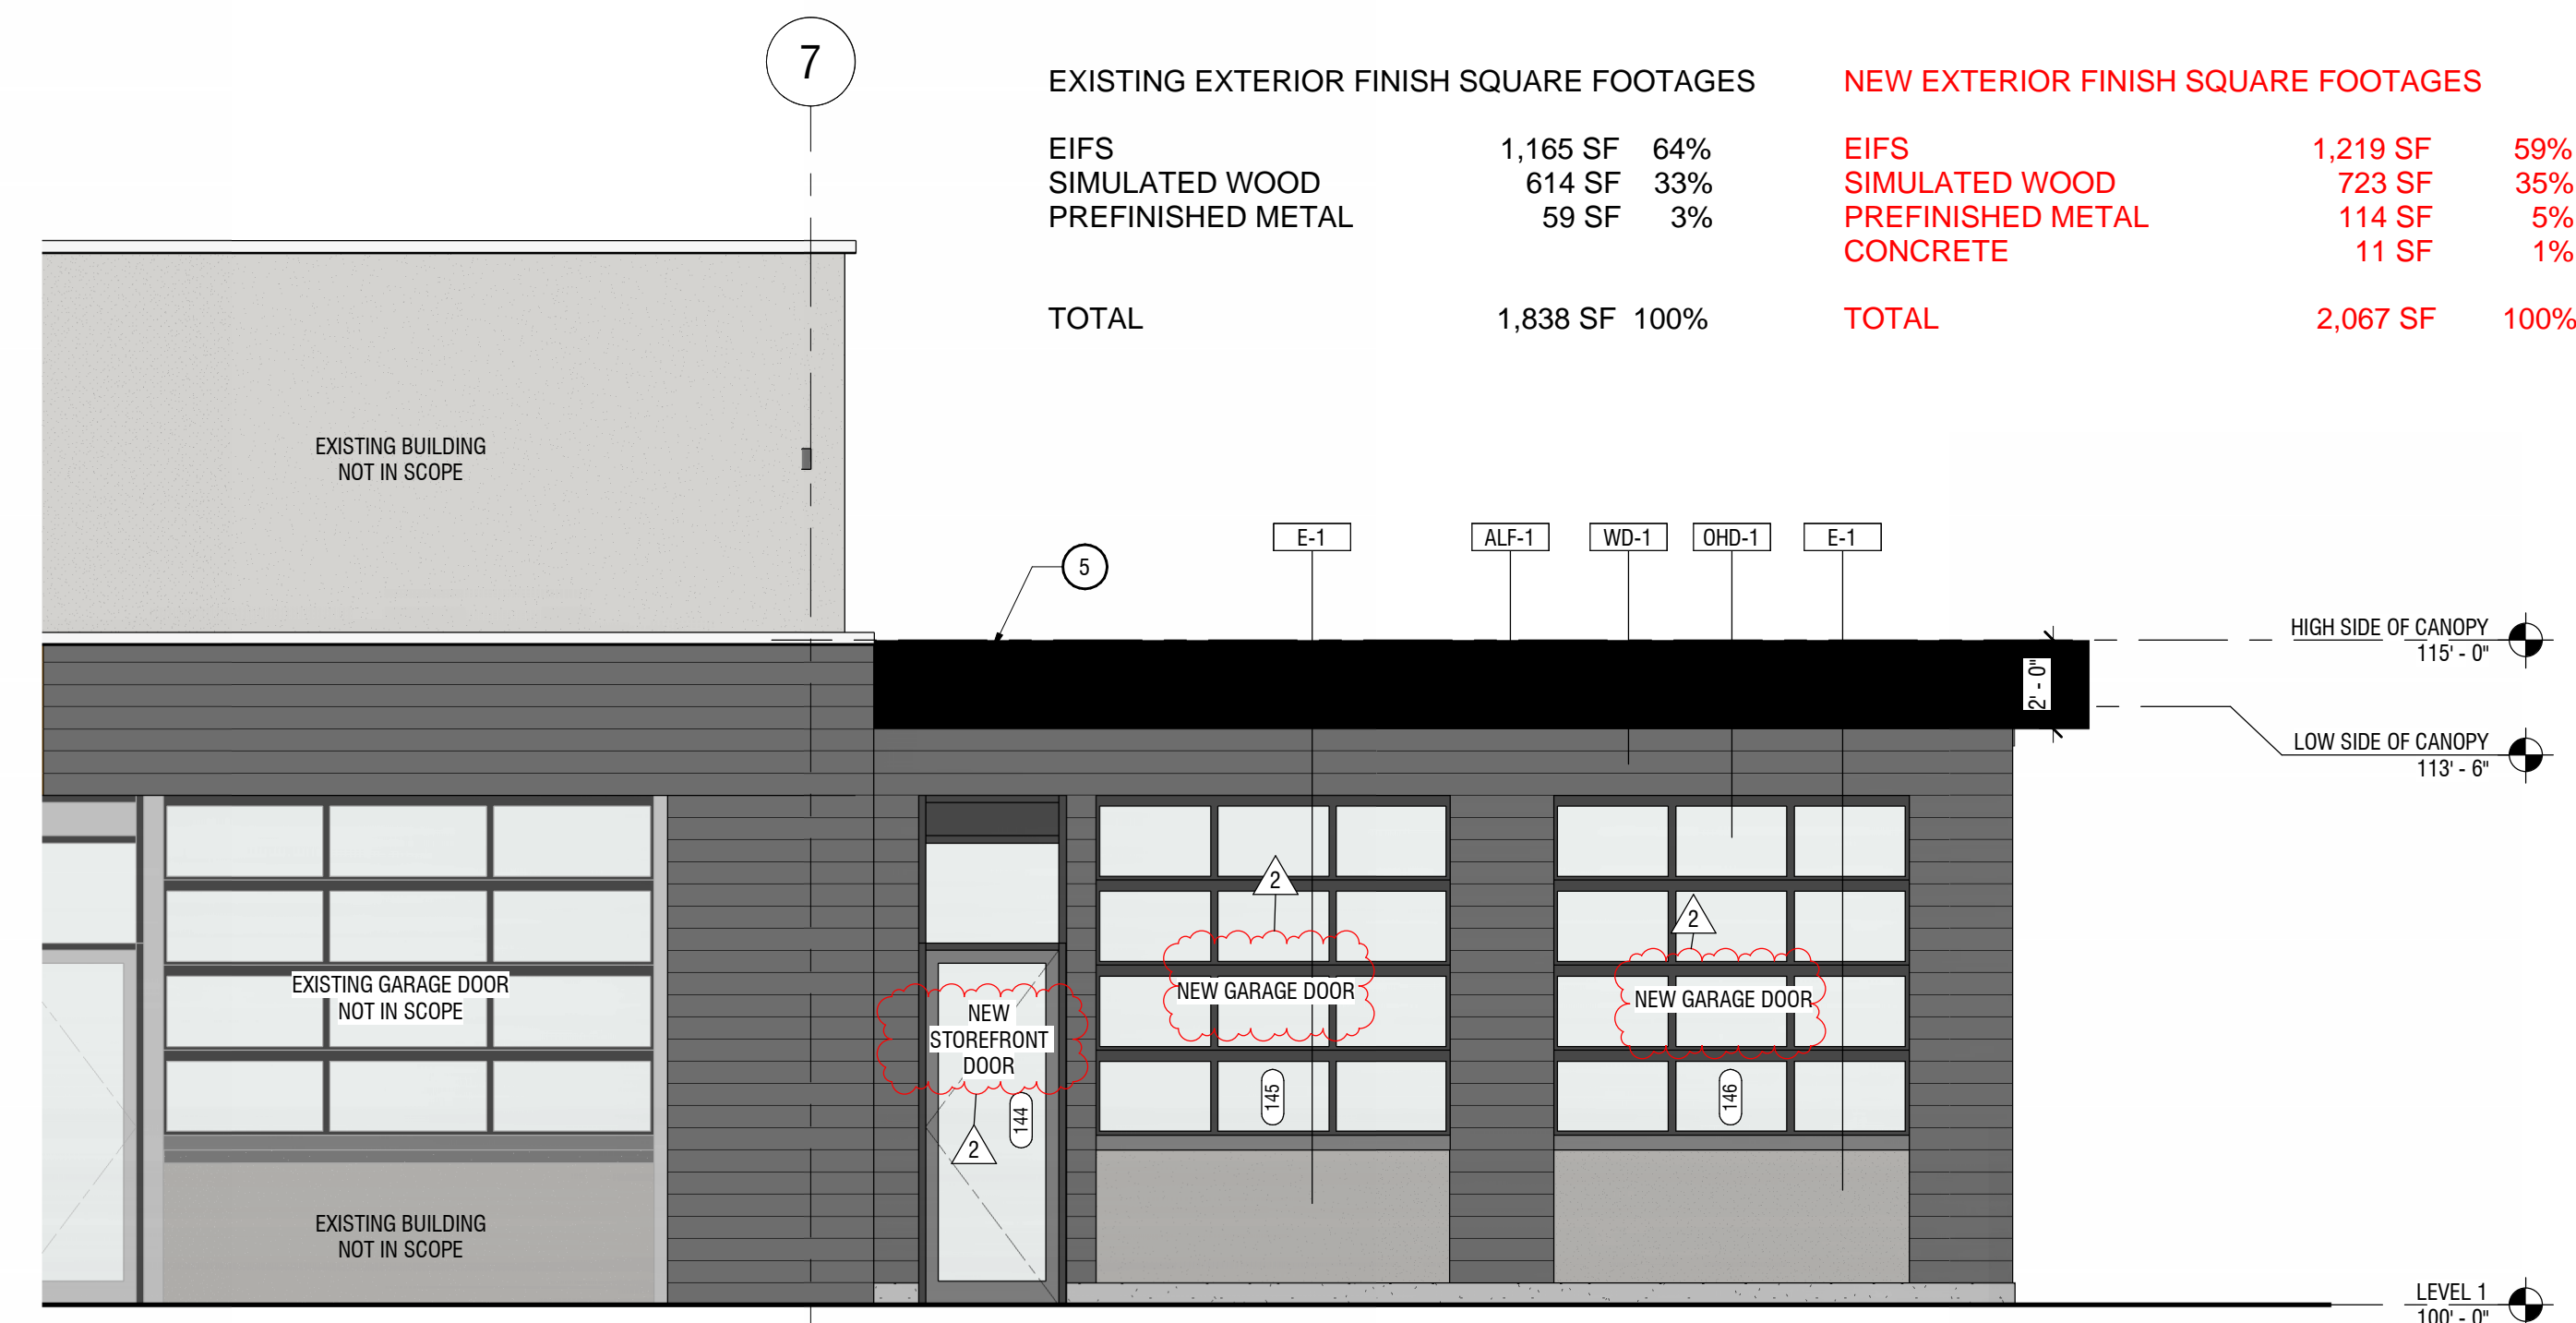 7
EXISTING EXTERIOR FINISH SQUARE FOOTAGES
EIFS 1,165 SF 64%
SIMULATED WOOD 614 SF 33%
PREFINISHED METAL 59 SF 3%
TOTAL 1,838 SF 100%
NEW EXTERIOR FINISH SQUARE FOOTAGES
EIFS 1,219 SF 59%
SIMULATED WOOD 723 SF 35%
PREFINISHED METAL 114 SF 5%
CONCRETE 11 SF 1%
TOTAL 2,067 SF 100%
EXISTING BUILDING
NOT IN SCOPE
5
E-1
ALF-1
WD-1
OHD-1
E-1
HIGH SIDE OF CANOPY
115' - 0"
2' - 0"
LOW SIDE OF CANOPY
113' - 6"
2
2
EXISTING GARAGE DOOR
NOT IN SCOPE
NEW
STOREFRONT
DOOR
NEW GARAGE DOOR
NEW GARAGE DOOR
144
145
146
2
EXISTING BUILDING
NOT IN SCOPE
LEVEL 1
100' - 0"